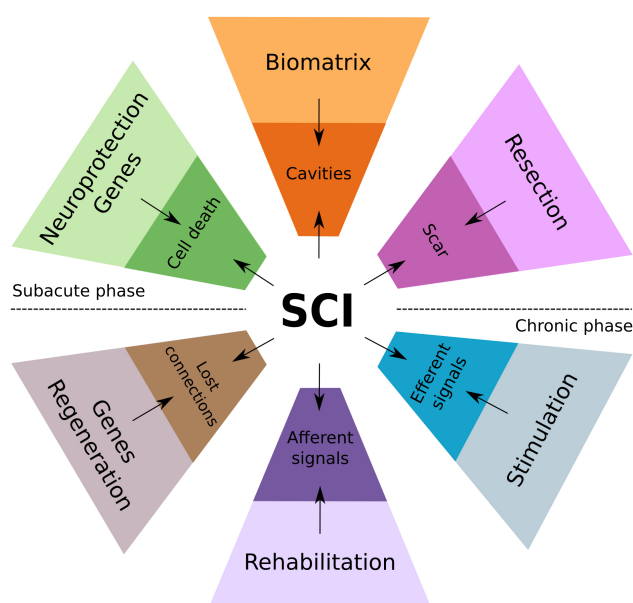 Biomatrix
Cavities
Neuroprotection
Genes
Cell death
Resection
Scar
Subacute phase
SCI
Chronic phase
Lost
connections
Genes
Regeneration
Efferent
signals
Stimulation
Afferent
signals
Rehabilitation